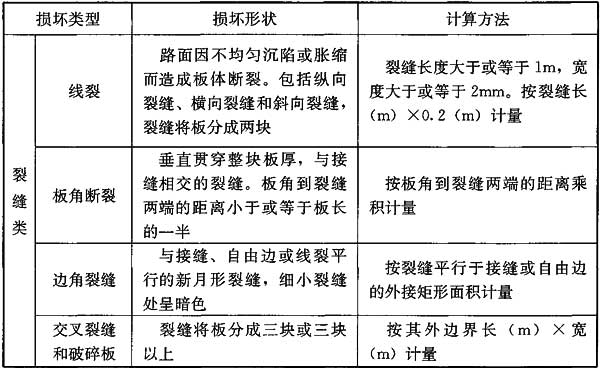 损坏类型
损坏形状
计算方法
裂缝类
线裂
路面因不均匀沉陷或胀缩
而造成板体断裂。包括纵向
裂缝、横向裂缝和斜向裂缝，
裂缝将板分成两块
裂缝长度大于或等于1m，宽
度大于或等于2mm。按裂缝长
（m）×0.2（m）计量
板角断裂
垂直贯穿整块板厚，与接
缝相交的裂缝。板角到裂缝
两端的距离小于或等于板长
的一半
按板角到裂缝两端的距离乘
积计量
边角裂缝
与接缝、自由边或线裂平
行的新月形裂缝，细小裂缝
处呈暗色
按裂缝平行于接缝或自由边
的外接矩形面积计量
交叉裂缝
和破碎板
裂缝将板分成三块或三块
以上
按其外边界长（m）×宽
（m）计量